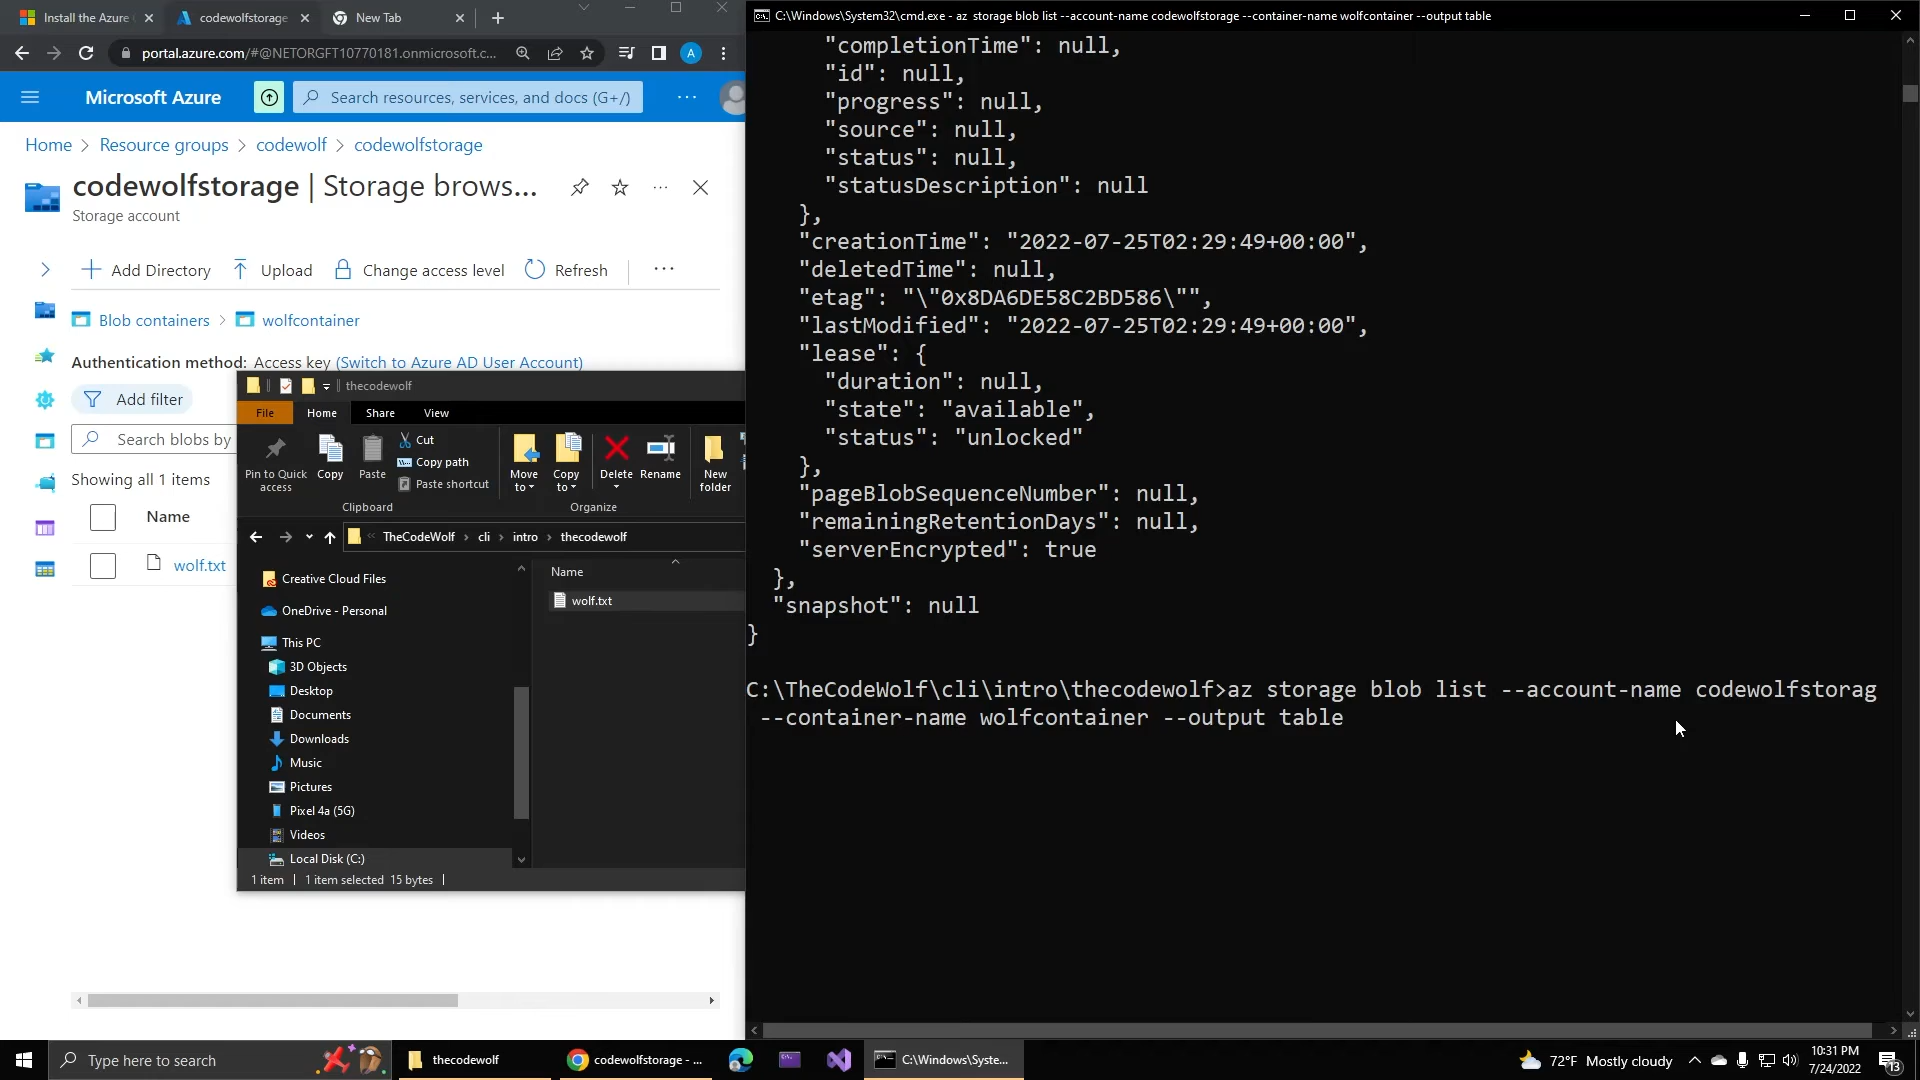 Install the Azure
codewolfstorage
New Tab
portal.azure.com/#@NETORGFT10770181.onmicrosoft.c...
A
Microsoft Azure
Search resources, services, and docs (G+/)
Home > Resource groups > codewolf > codewolfstorage
codewolfstorage | Storage brows...
Storage account
Add Directory
Upload
Change access level
Refresh
Blob containers > wolfcontainer
Authentication method: Access key (Switch to Azure AD User Account)
Add filter
Search blobs by
Showing all 1 items
Name
wolf.txt
thecodewolf
File
Home
Share
View
Pin to Quick access
Copy
Paste
Cut
Copy path
Paste shortcut
Clipboard
Move to
Copy to
Delete
Rename
New folder
Organize
« TheCodeWolf > cli > intro > thecodewolf
Creative Cloud Files
OneDrive - Personal
This PC
3D Objects
Desktop
Documents
Downloads
Music
Pictures
Pixel 4a (5G)
Videos
Local Disk (C:)
Name
wolf.txt
1 item
1 item selected 15 bytes
C:\Windows\System32\cmd.exe - az storage blob list --account-name codewolfstorage --container-name wolfcontainer --output table
"completionTime": null,
"id": null,
"progress": null,
"source": null,
"status": null,
"statusDescription": null
},
"creationTime": "2022-07-25T02:29:49+00:00",
"deletedTime": null,
"etag": "\"0x8DA6DE58C2BD586\"",
"lastModified": "2022-07-25T02:29:49+00:00",
"lease": {
"duration": null,
"state": "available",
"status": "unlocked"
},
"pageBlobSequenceNumber": null,
"remainingRetentionDays": null,
"serverEncrypted": true
},
"snapshot": null
}
C:\TheCodeWolf\cli\intro\thecodewolf>az storage blob list --account-name codewolfstorag
--container-name wolfcontainer --output table
Type here to search
thecodewolf
codewolfstorage - ...
C:\Windows\Syste...
72°F Mostly cloudy
10:31 PM
7/24/2022
13